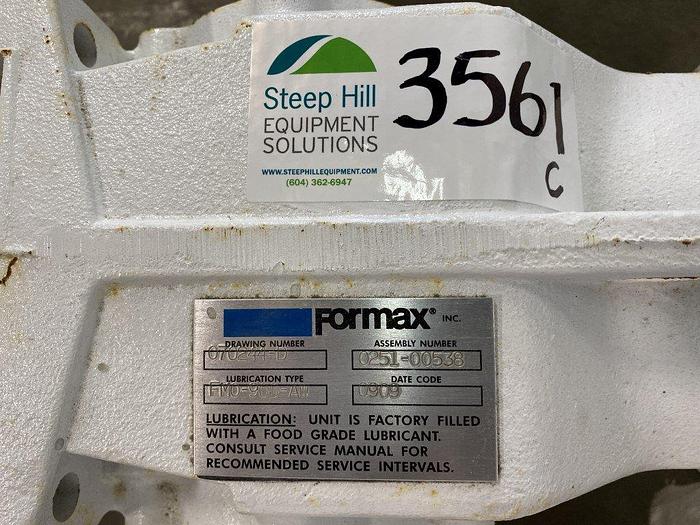 Steep Hill
EQUIPMENT
SOLUTIONS
WWW.STEEPHILLEQUIPMENT.COM
(604) 362-6947
3561
C
FORMAX® INC.
DRAWING NUMBER ASSEMBLY NUMBER
070244-D 0251-00538
LUBRICATION TYPE DATE CODE
0909
LUBRICATION: UNIT IS FACTORY FILLED
WITH A FOOD GRADE LUBRICANT.
CONSULT SERVICE MANUAL FOR
RECOMMENDED SERVICE INTERVALS.